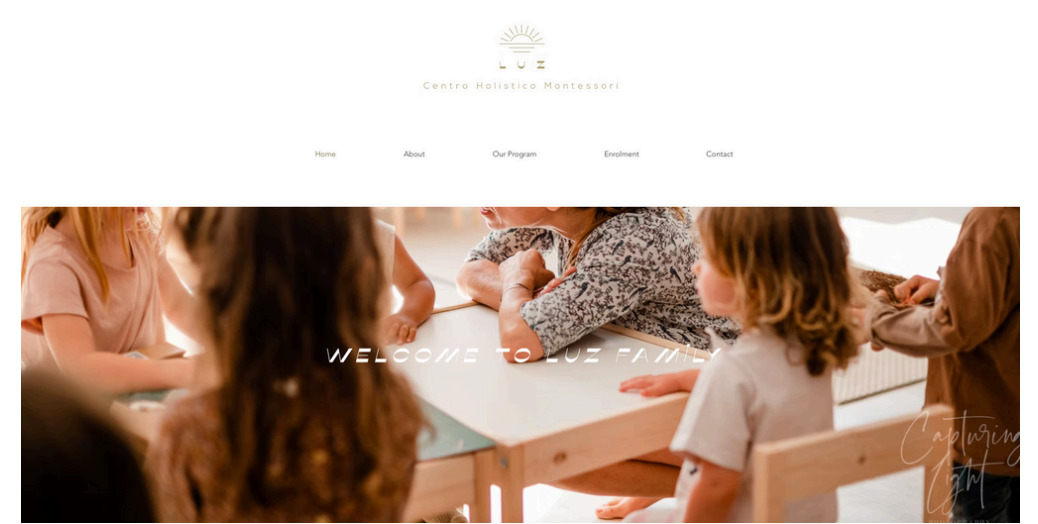 LUZ
Centro Holistico Montessori
Home About Our Program Enrolment Contact
WELCOME TO LUZ FAMILY
Capturing
Light